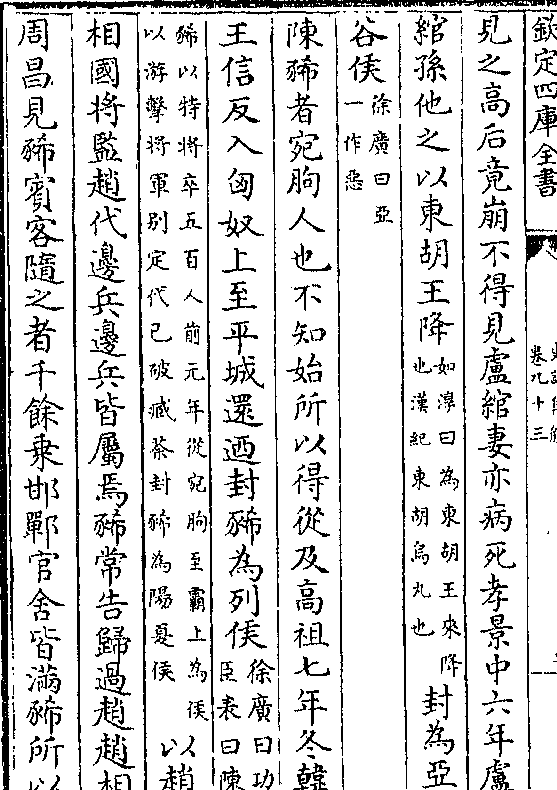 欽定四庫全書
卷九十三
見之高后竟崩不得見盧綰妻亦病死孝景中六年盧
綰孫他之以東胡王降如淳曰為東胡王來降也漢紀東胡烏丸也封為亞
谷侯徐廣曰亞一作惡
陳豨者宛朐人也不知始所以得從及高祖七年冬韓
王信反入匈奴上至平城還迺封豨為列侯徐廣曰功臣表曰陳
豨以特將卒五百人前元年從宛朐至霸上為侯以游擊將軍別定代已破臧荼封豨為陽夏侯以趙
相國將監趙代邊兵邊兵皆屬焉豨常告歸過趙趙相
周昌見豨賓客隨之者千餘乘邯鄲官舍皆滿豨所以